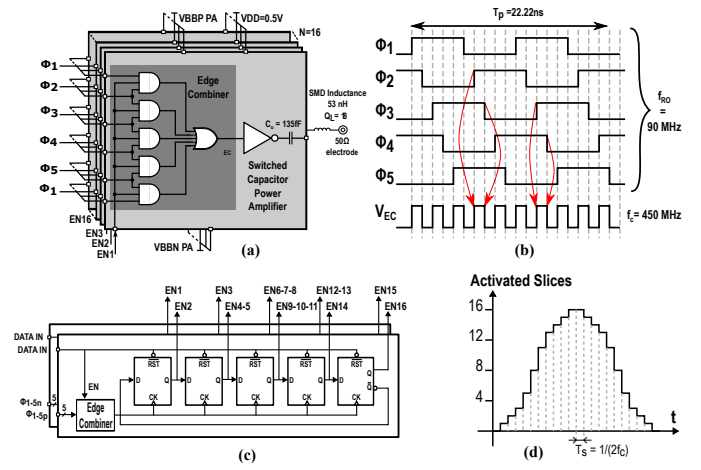 VBBP PA
VDD=0.5V
N=16
Φ1
Φ2
Φ3
Φ4
Φ5
Φ1
Edge
Combiner
EC
Cu = 135fF
SMD Inductance
53 nH
QL = 18
50Ω
electrode
Switched
Capacitor
Power
Amplifier
EN16
EN3
EN2
EN1
VBBN PA
(a)
Tp =22.22ns
Φ1
Φ2
Φ3
Φ4
Φ5
VEC
fRO
=
90 MHz
fc= 450 MHz
(b)
EN1
EN3
EN6-7-8
EN12-13
EN15
EN2
EN4-5
EN9-10-11
EN14
EN16
DATA IN
DATA IN
EN
RST
RST
RST
RST
RST
D
Q
D
Q
D
Q
D
Q
D
Q
Q̅
Φ1-5n
5
Φ1-5p
5
Edge
Combiner
CK
CK
CK
CK
CK
(c)
Activated Slices
16
12
8
4
t
TS = 1/(2fc)
(d)